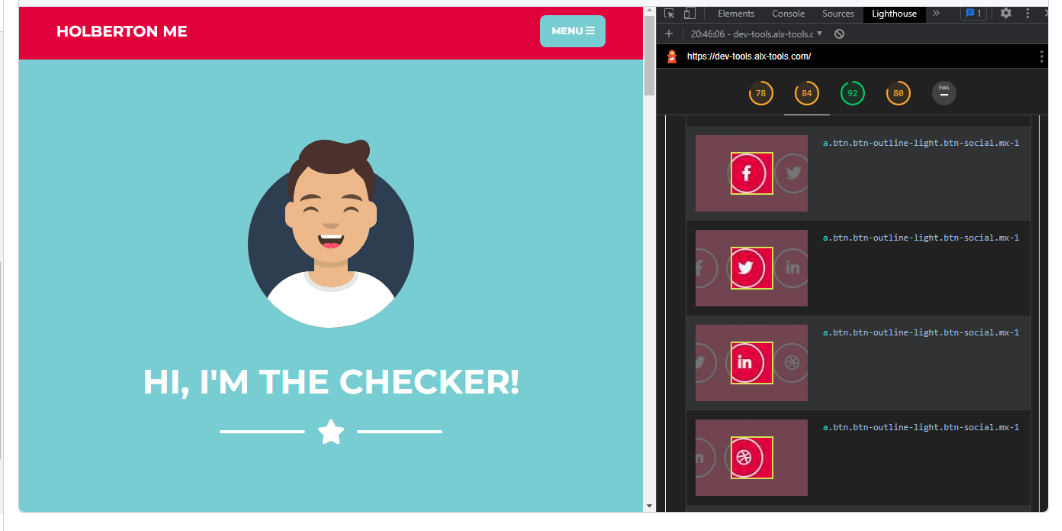 HOLBERTON ME
MENU
HI, I'M THE CHECKER!
Elements Console Sources Lighthouse » 1
+ 20:46:06 - dev-tools.alx-tools.c
https://dev-tools.alx-tools.com/
78 84 92 80 PWA
a.btn.btn-outline-light.btn-social.mx-1
a.btn.btn-outline-light.btn-social.mx-1
in
a.btn.btn-outline-light.btn-social.mx-1
in
a.btn.btn-outline-light.btn-social.mx-1
in